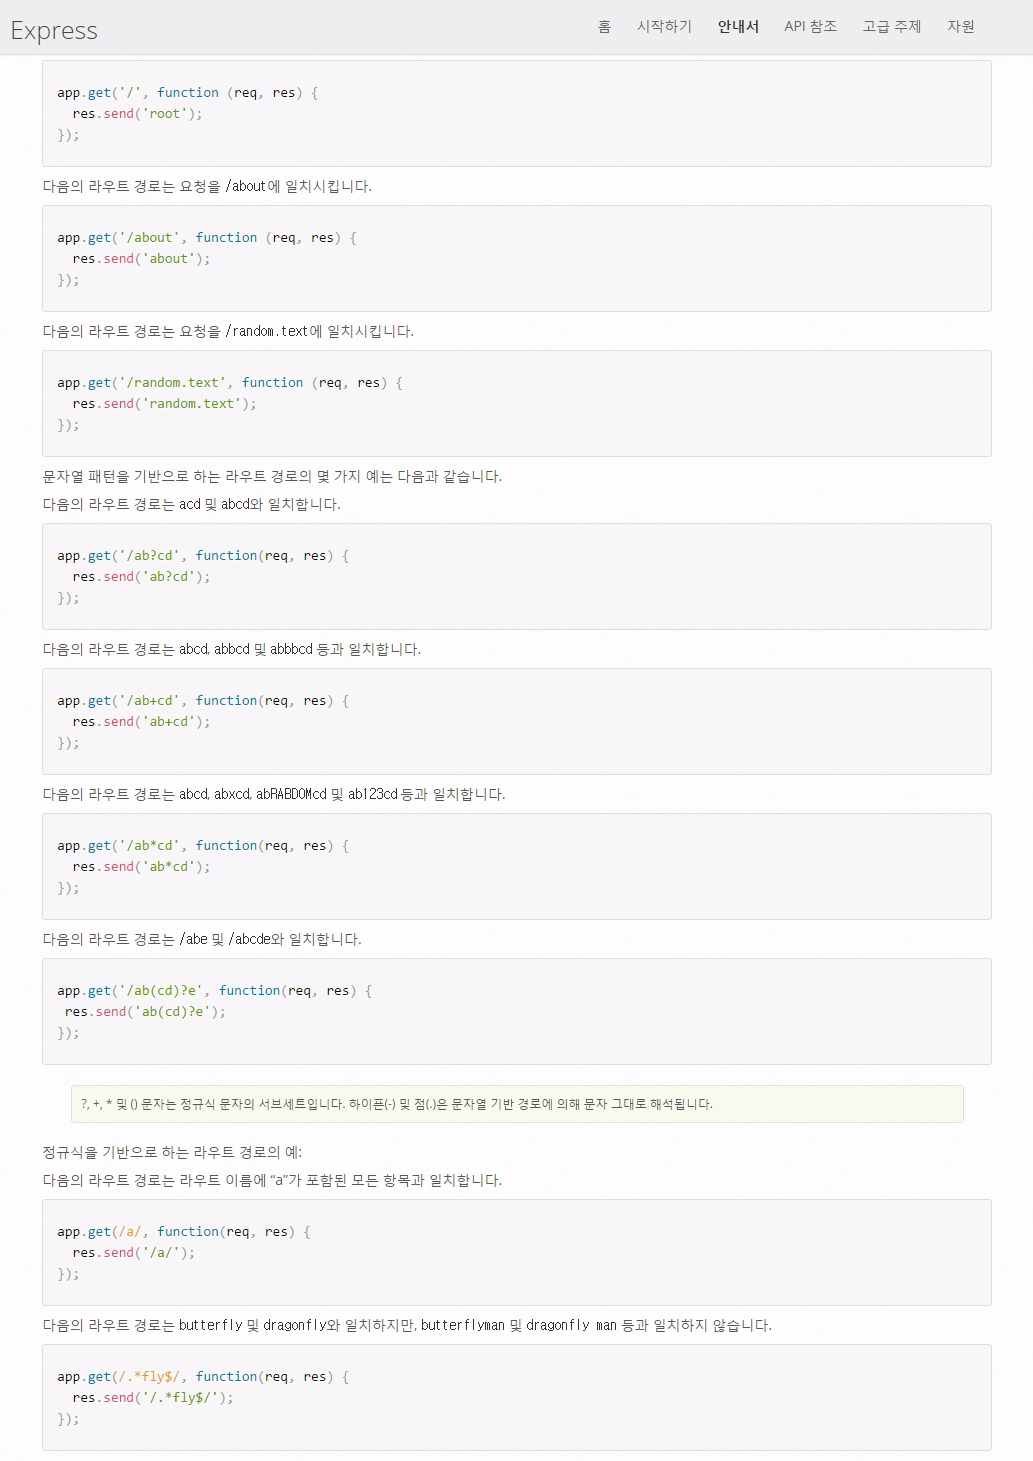 Express
홈 시작하기 안내서 API 참조 고급 주제 자원
app.get('/', function (req, res) {
  res.send('root');
});
다음의 라우트 경로는 요청을 /about에 일치시킵니다.
app.get('/about', function (req, res) {
  res.send('about');
});
다음의 라우트 경로는 요청을 /random.text에 일치시킵니다.
app.get('/random.text', function (req, res) {
  res.send('random.text');
});
문자열 패턴을 기반으로 하는 라우트 경로의 몇 가지 예는 다음과 같습니다.
다음의 라우트 경로는 acd 및 abcd와 일치합니다.
app.get('/ab?cd', function(req, res) {
  res.send('ab?cd');
});
다음의 라우트 경로는 abcd, abbcd 및 abbbcd 등과 일치합니다.
app.get('/ab+cd', function(req, res) {
  res.send('ab+cd');
});
다음의 라우트 경로는 abcd, abxcd, abRABDOMcd 및 ab123cd 등과 일치합니다.
app.get('/ab*cd', function(req, res) {
  res.send('ab*cd');
});
다음의 라우트 경로는 /abe 및 /abcde와 일치합니다.
app.get('/ab(cd)?e', function(req, res) {
 res.send('ab(cd)?e');
});
?, +, * 및 () 문자는 정규식 문자의 서브세트입니다. 하이픈(-) 및 점(.)은 문자열 기반 경로에 의해 문자 그대로 해석됩니다.
정규식을 기반으로 하는 라우트 경로의 예:
다음의 라우트 경로는 라우트 이름에 “a”가 포함된 모든 항목과 일치합니다.
app.get(/a/, function(req, res) {
  res.send('/a/');
});
다음의 라우트 경로는 butterfly 및 dragonfly와 일치하지만, butterflyman 및 dragonfly man 등과 일치하지 않습니다.
app.get(/.*fly$/, function(req, res) {
  res.send('/.*fly$/');
});